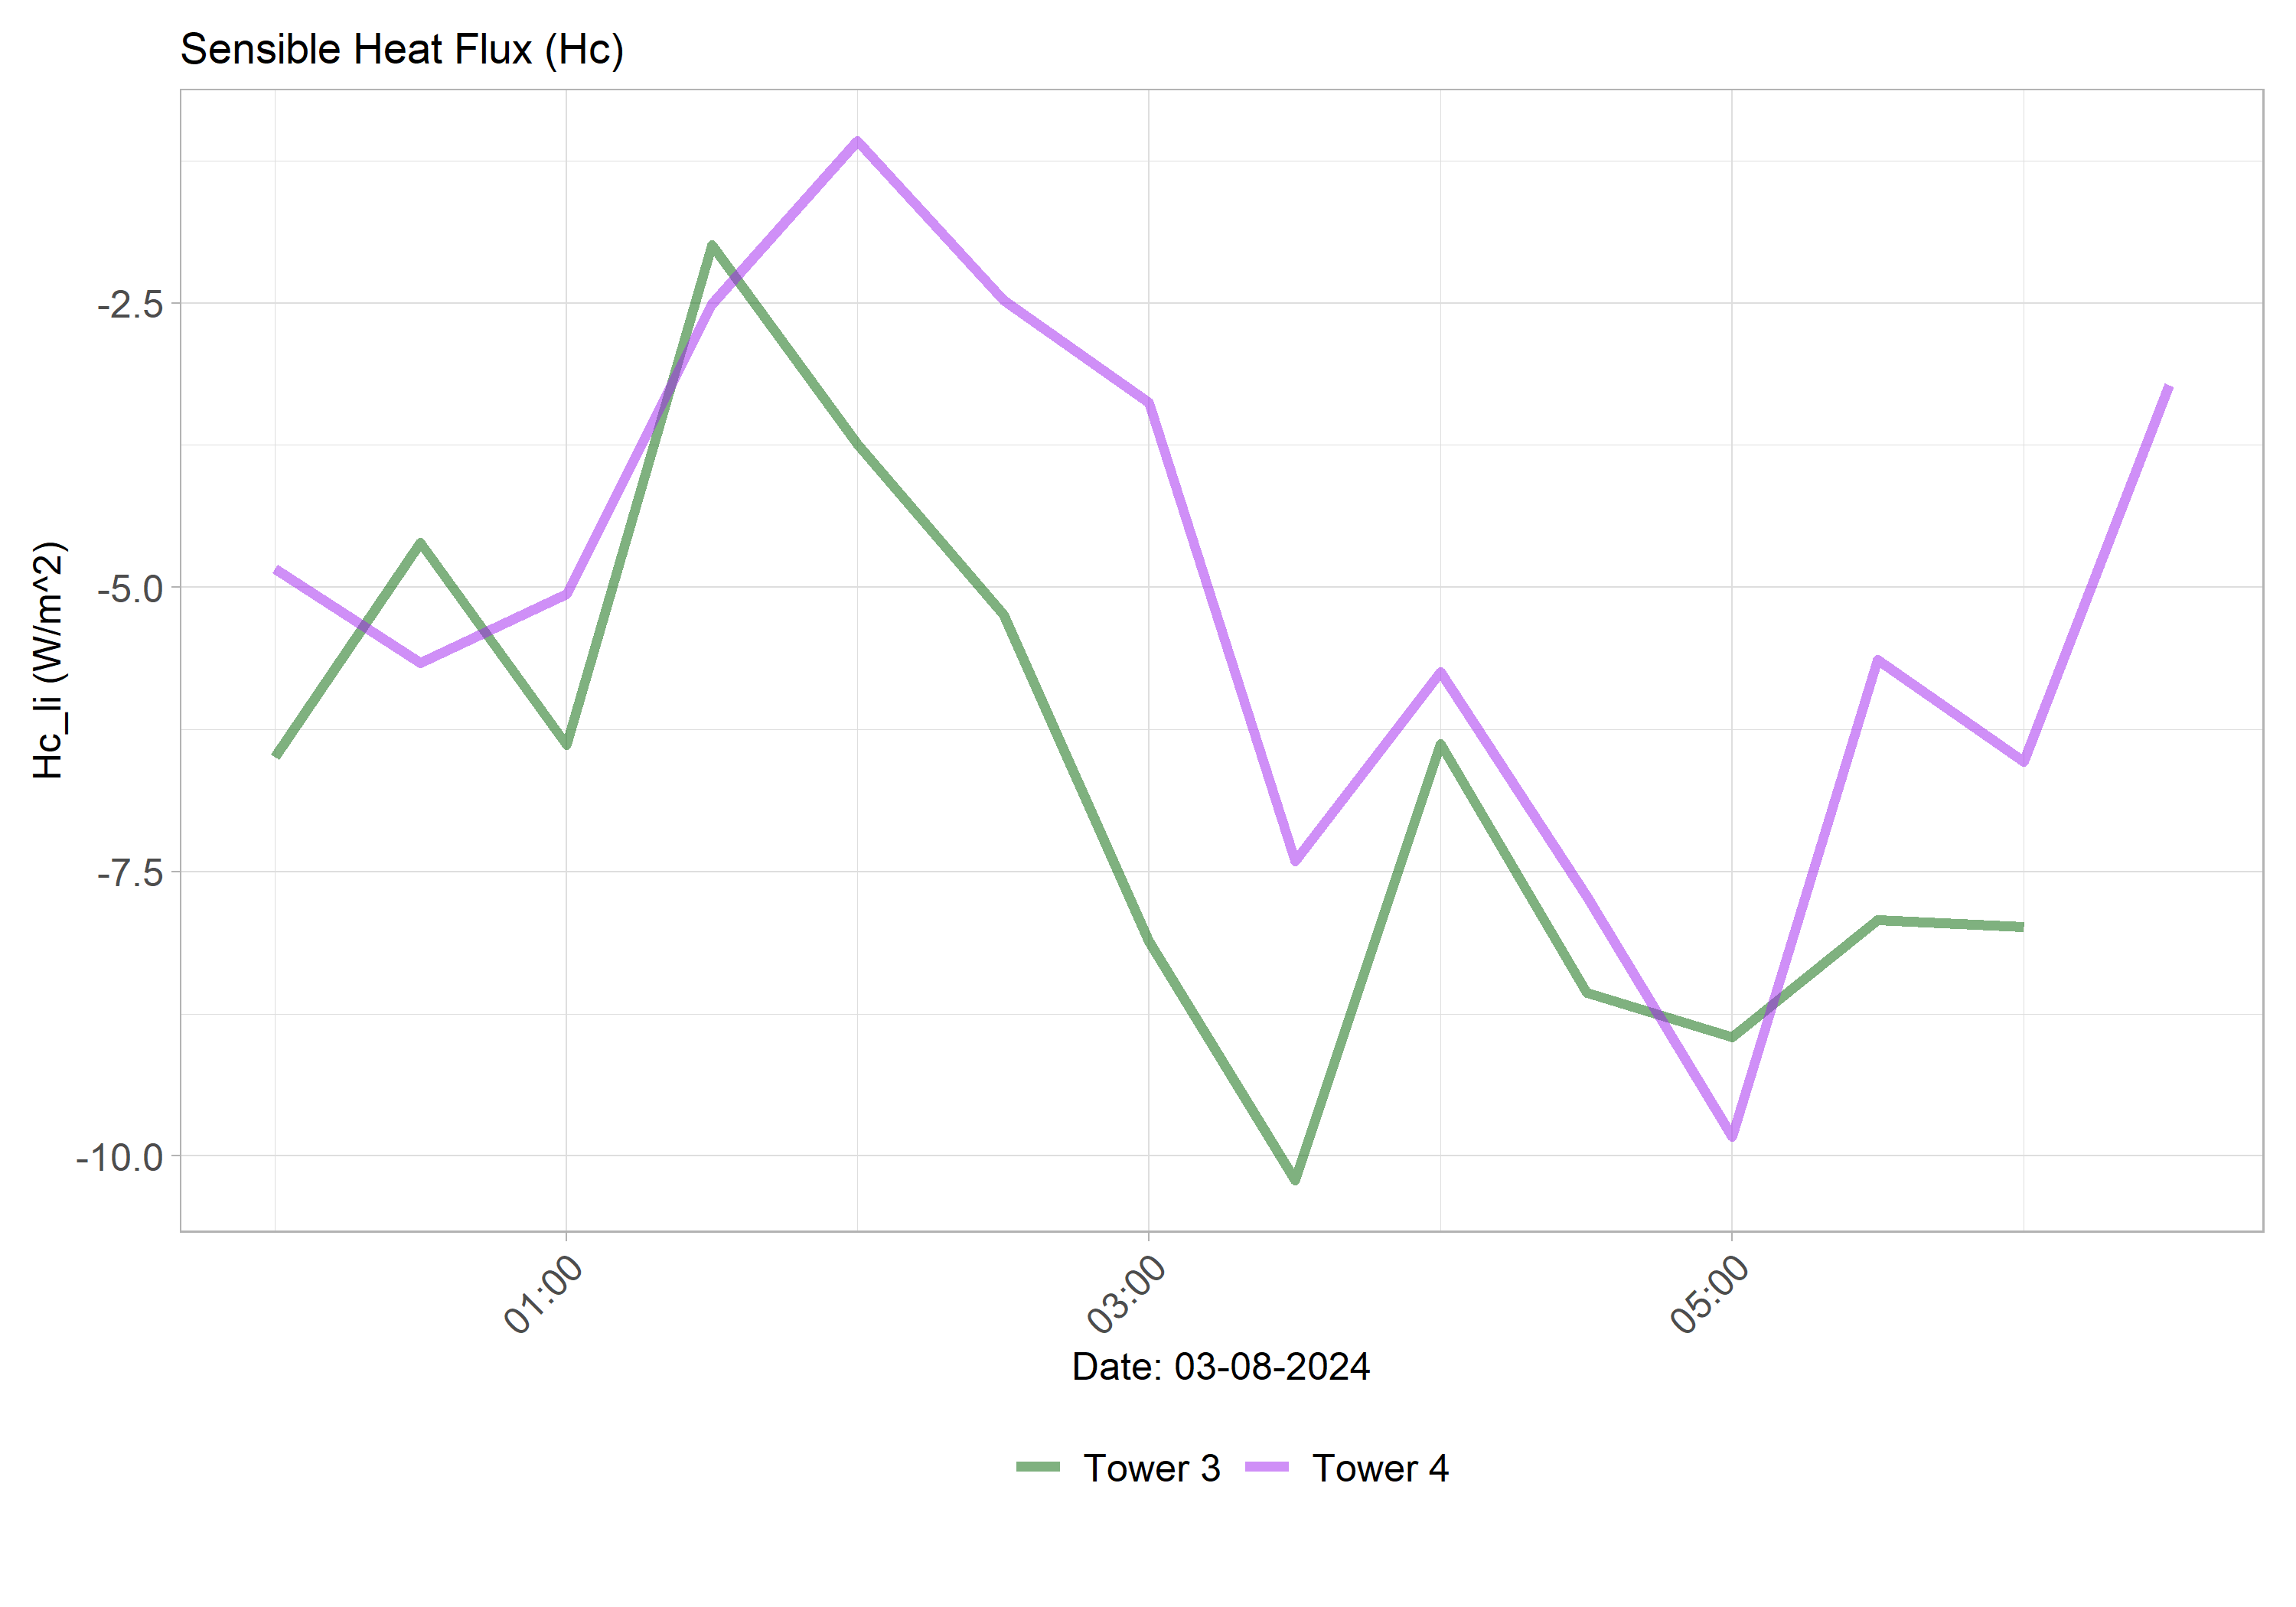 Sensible Heat Flux (Hc)
Hc_li (W/m^2)
-2.5
-5.0
-7.5
-10.0
01:00
03:00
05:00
Date: 03-08-2024
Tower 3
Tower 4